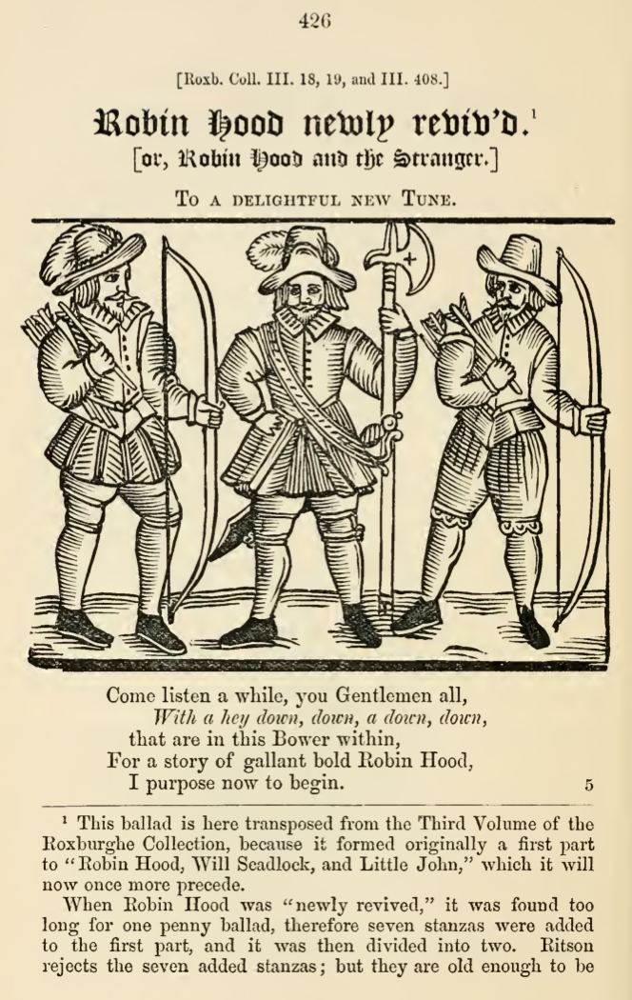 426
[Roxb. Coll. III. 18, 19, and III. 408.]
Robin Hood newly reviv'd.¹
[or, Robin Hood and the Stranger.]
To a delightful new Tune.
Come listen a while, you Gentlemen all,
With a hey down, down, a down, down,
that are in this Bower within,
For a story of gallant bold Robin Hood,
I purpose now to begin. 5
¹ This ballad is here transposed from the Third Volume of the
Roxburghe Collection, because it formed originally a first part
to "Robin Hood, Will Scadlock, and Little John," which it will
now once more precede.
When Robin Hood was "newly revived," it was found too
long for one penny ballad, therefore seven stanzas were added
to the first part, and it was then divided into two. Ritson
rejects the seven added stanzas; but they are old enough to be